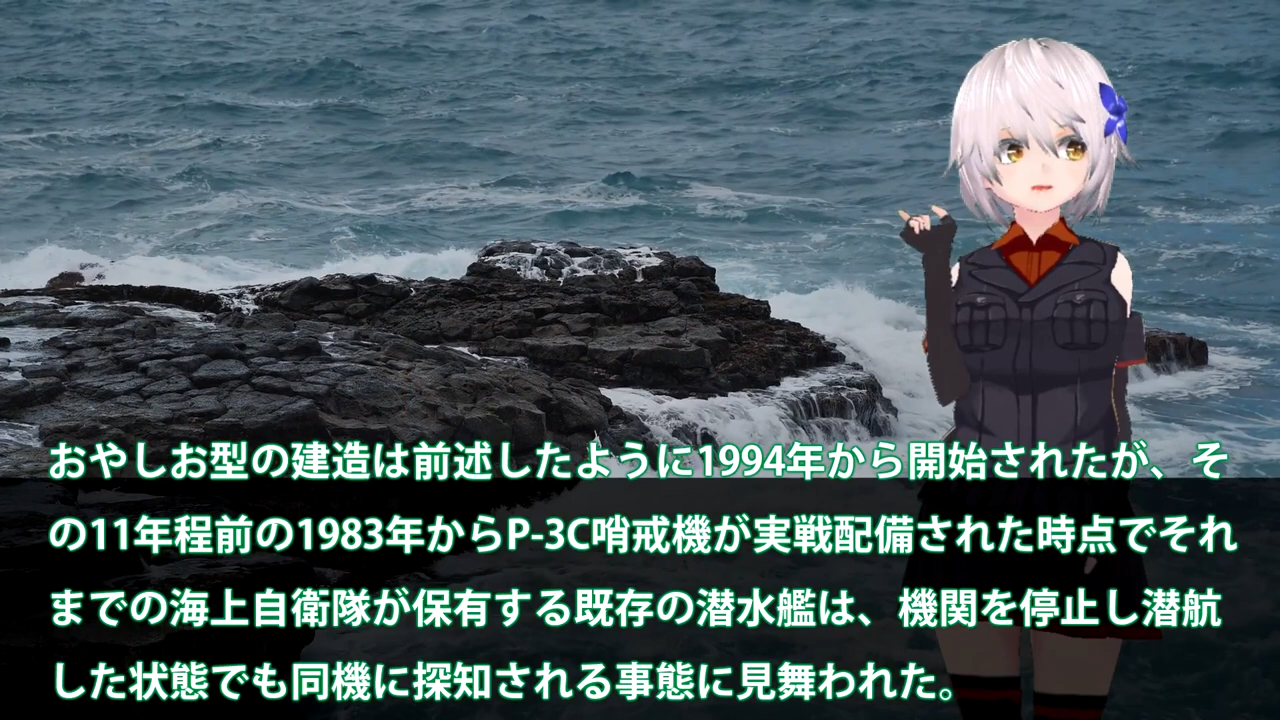 おやしお型の建造は前述したように1994年から開始されたが、そ
の11年程前の1983年からP-3C哨戒機が実戦配備された時点でそれ
までの海上自衛隊が保有する既存の潜水艦は、機関を停止し潜航
した状態でも同機に探知される事態に見舞われた。